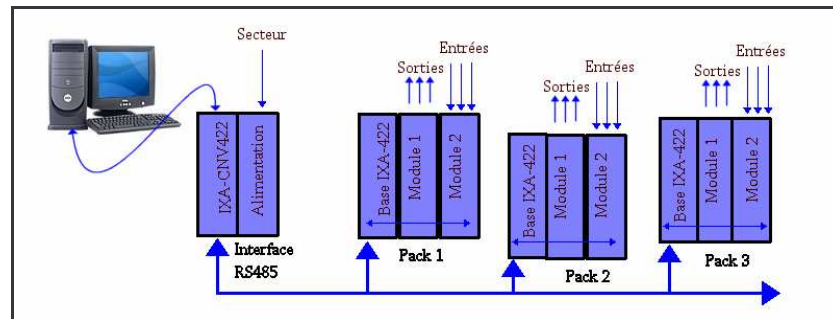 Secteur
IXA-CNV422
Alimentation
Interface
RS485
Sorties
Entrées
Base IXA-422
Module 1
Module 2
Pack 1
Sorties
Entrées
Base IXA-422
Module 1
Module 2
Pack 2
Sorties
Entrées
Base IXA-422
Module 1
Module 2
Pack 3